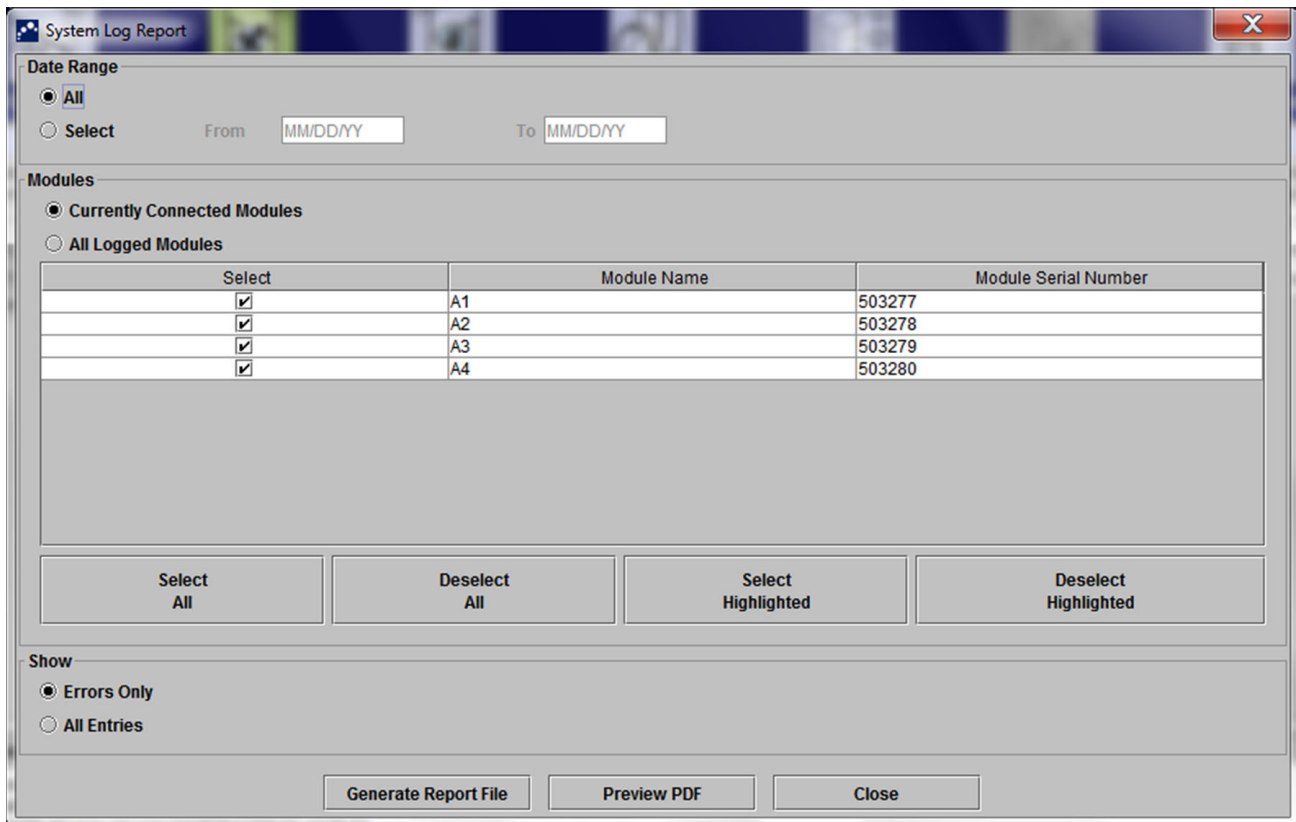 System Log Report
Date Range
All
Select From MM/DD/YY To MM/DD/YY
Modules
Currently Connected Modules
All Logged Modules
Select Module Name Module Serial Number
A1 503277
A2 503278
A3 503279
A4 503280
Select All Deselect All Select Highlighted Deselect Highlighted
Show
Errors Only
All Entries
Generate Report File Preview PDF Close